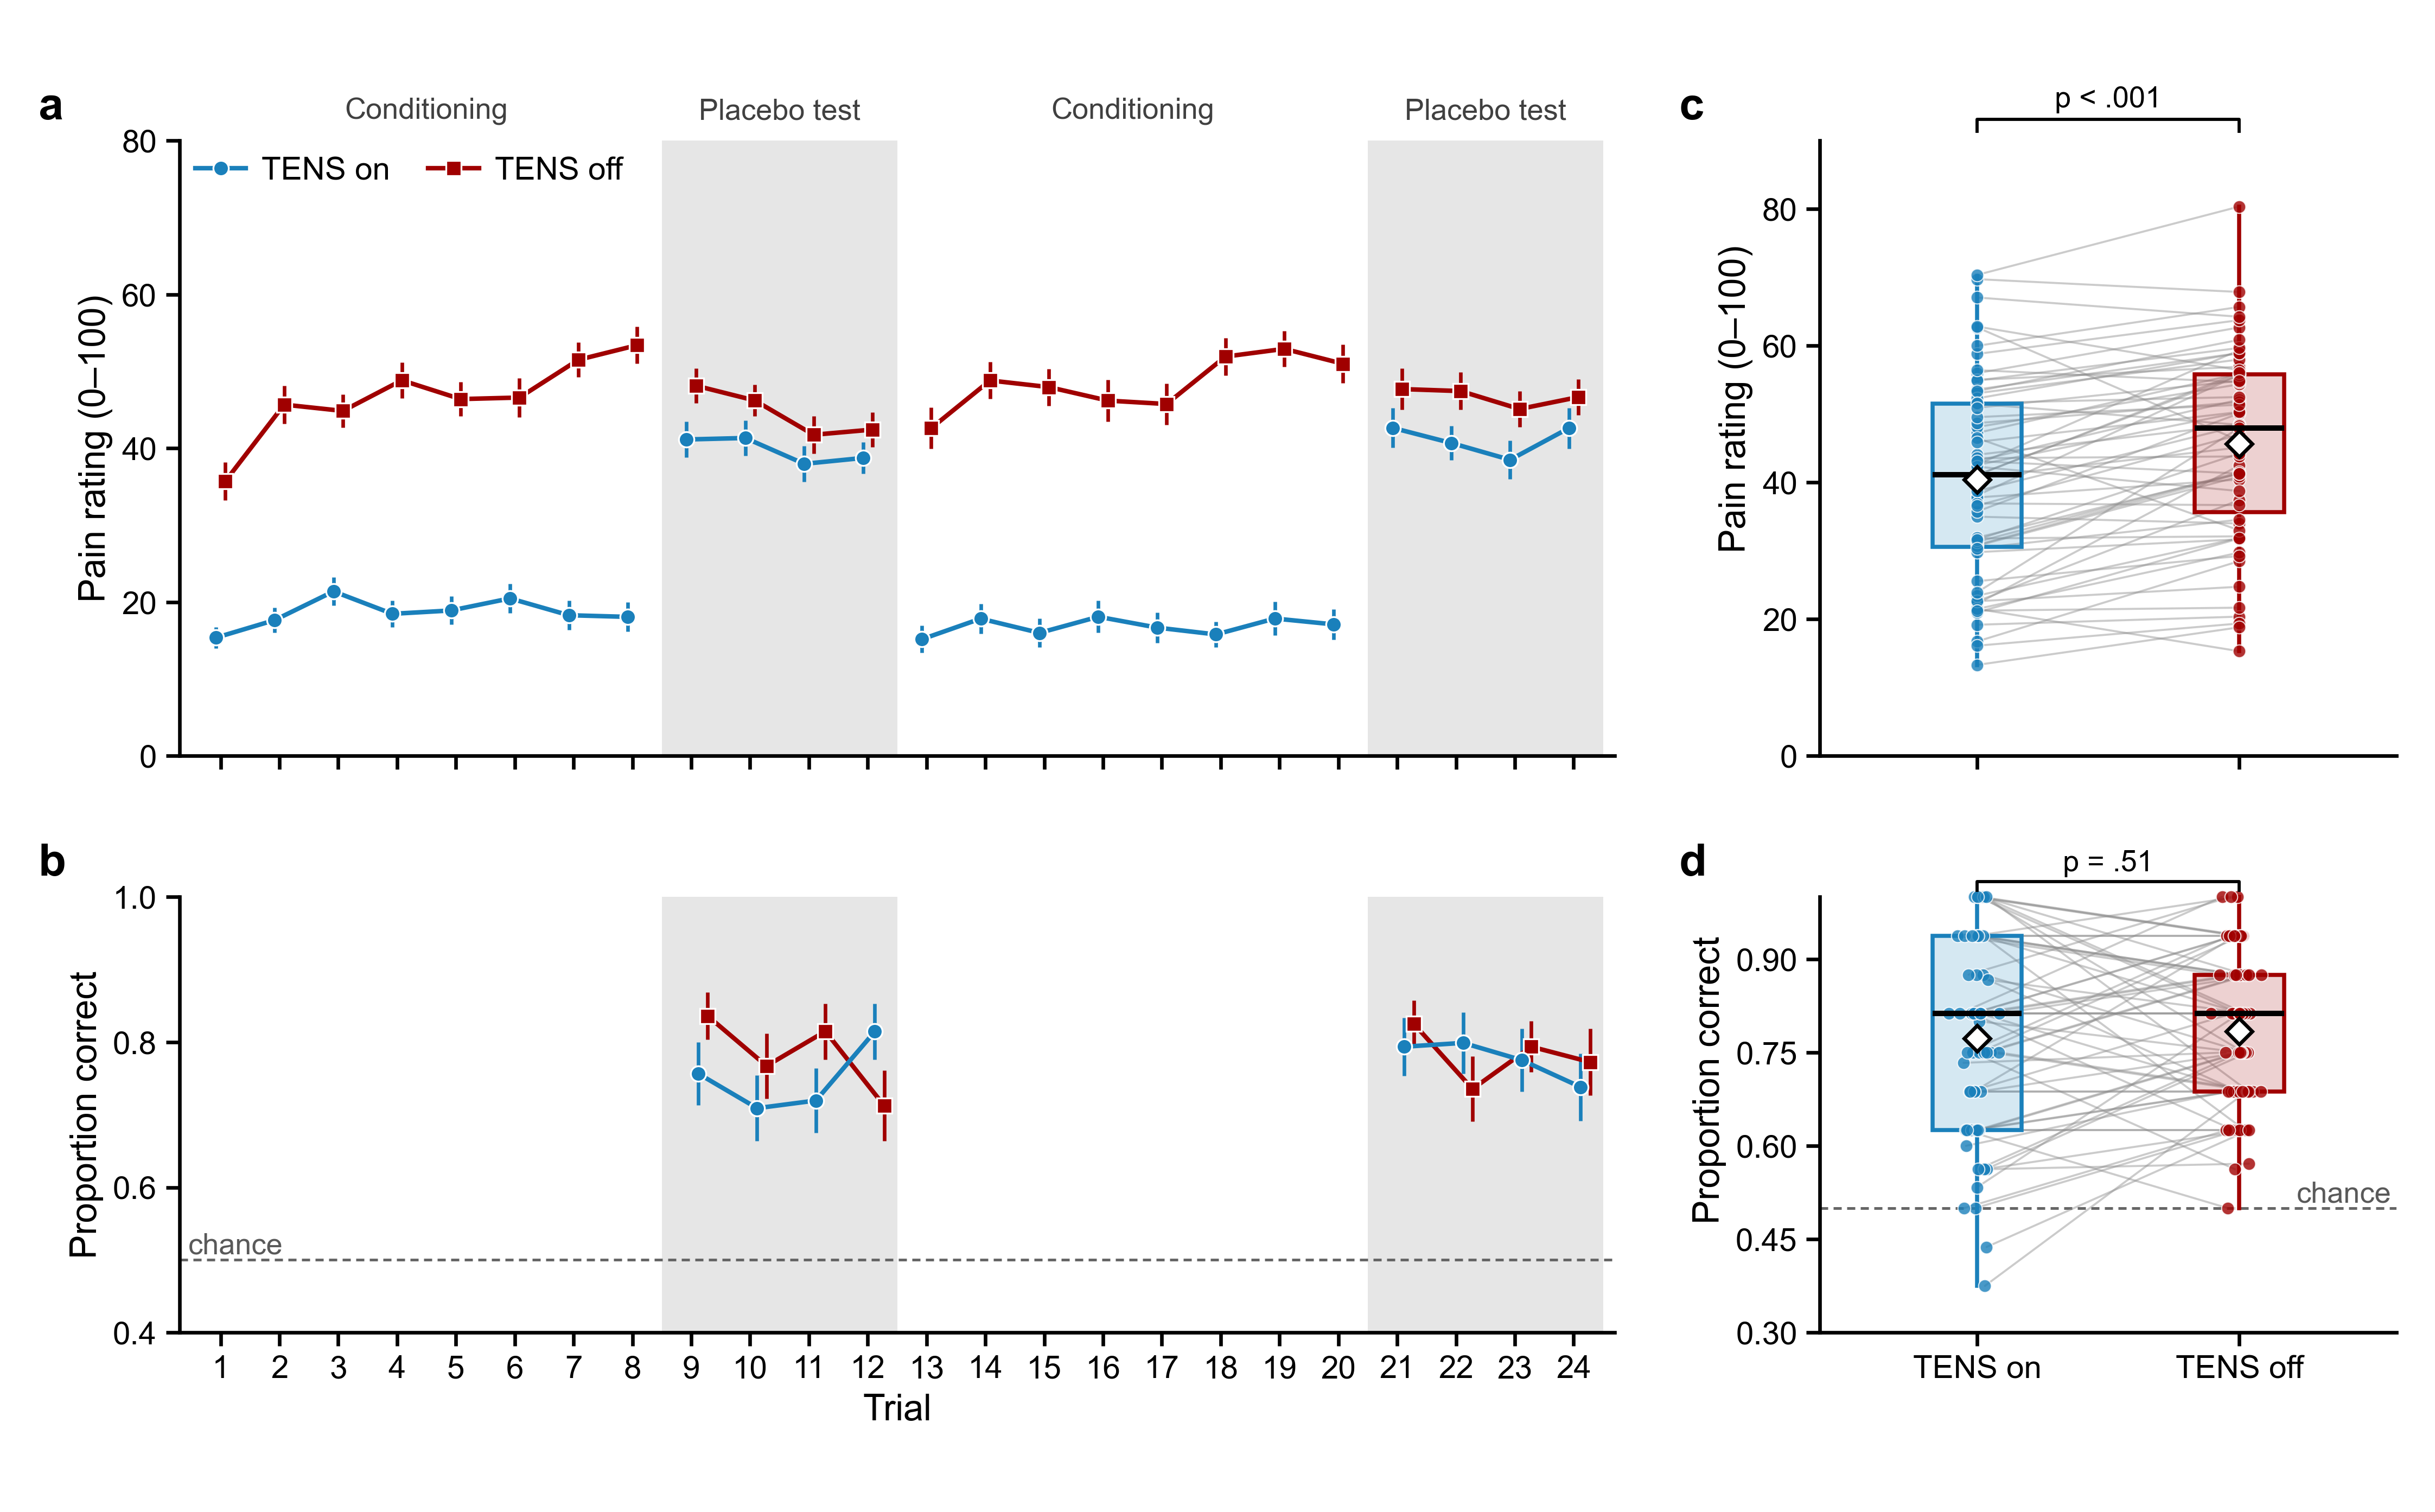 a
Conditioning
Placebo test
Conditioning
Placebo test
TENS on
TENS off
Pain rating (0–100)
80
60
40
20
0
c
p < .001
Pain rating (0–100)
80
60
40
20
0
b
Proportion correct
1.0
0.8
0.6
0.4
chance
1 2 3 4 5 6 7 8 9 10 11 12 13 14 15 16 17 18 19 20 21 22 23 24
Trial
d
p = .51
Proportion correct
0.90
0.75
0.60
0.45
0.30
chance
TENS on
TENS off